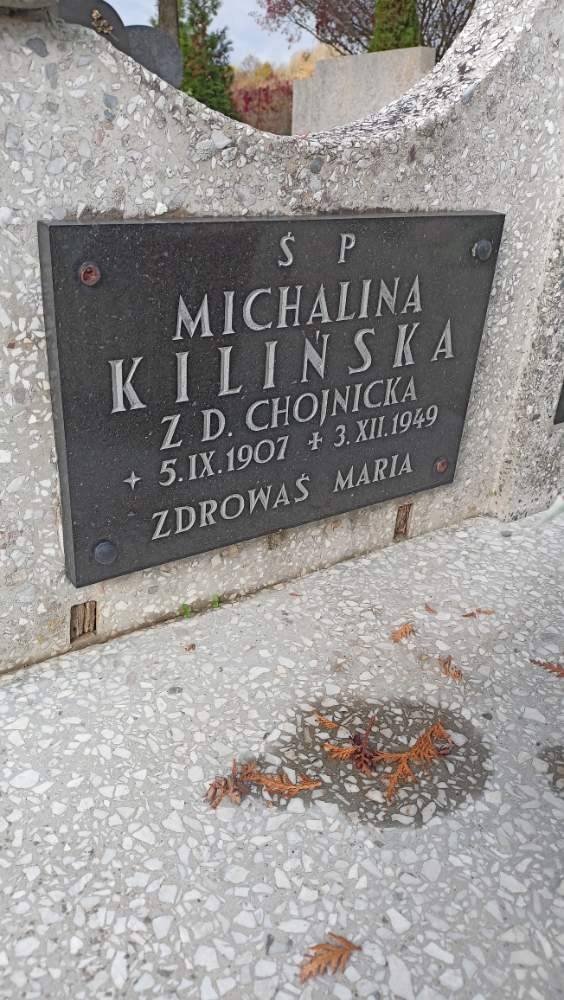 Ś P
MICHALINA
KILIŃSKA
Z D. CHOJNICKA
5.IX.1907 3.XII.1949
ZDROWAŚ MARIA